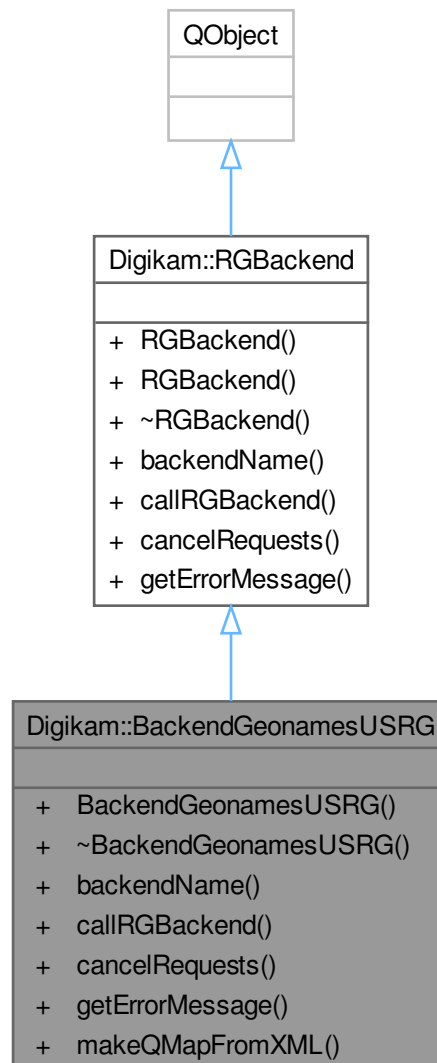 QObject
Digikam::RGBackend
+ RGBackend()
+ RGBackend()
+ ~RGBackend()
+ backendName()
+ callRGBackend()
+ cancelRequests()
+ getErrorMessage()
Digikam::BackendGeonamesUSRG
+ BackendGeonamesUSRG()
+ ~BackendGeonamesUSRG()
+ backendName()
+ callRGBackend()
+ cancelRequests()
+ getErrorMessage()
+ makeQMapFromXML()